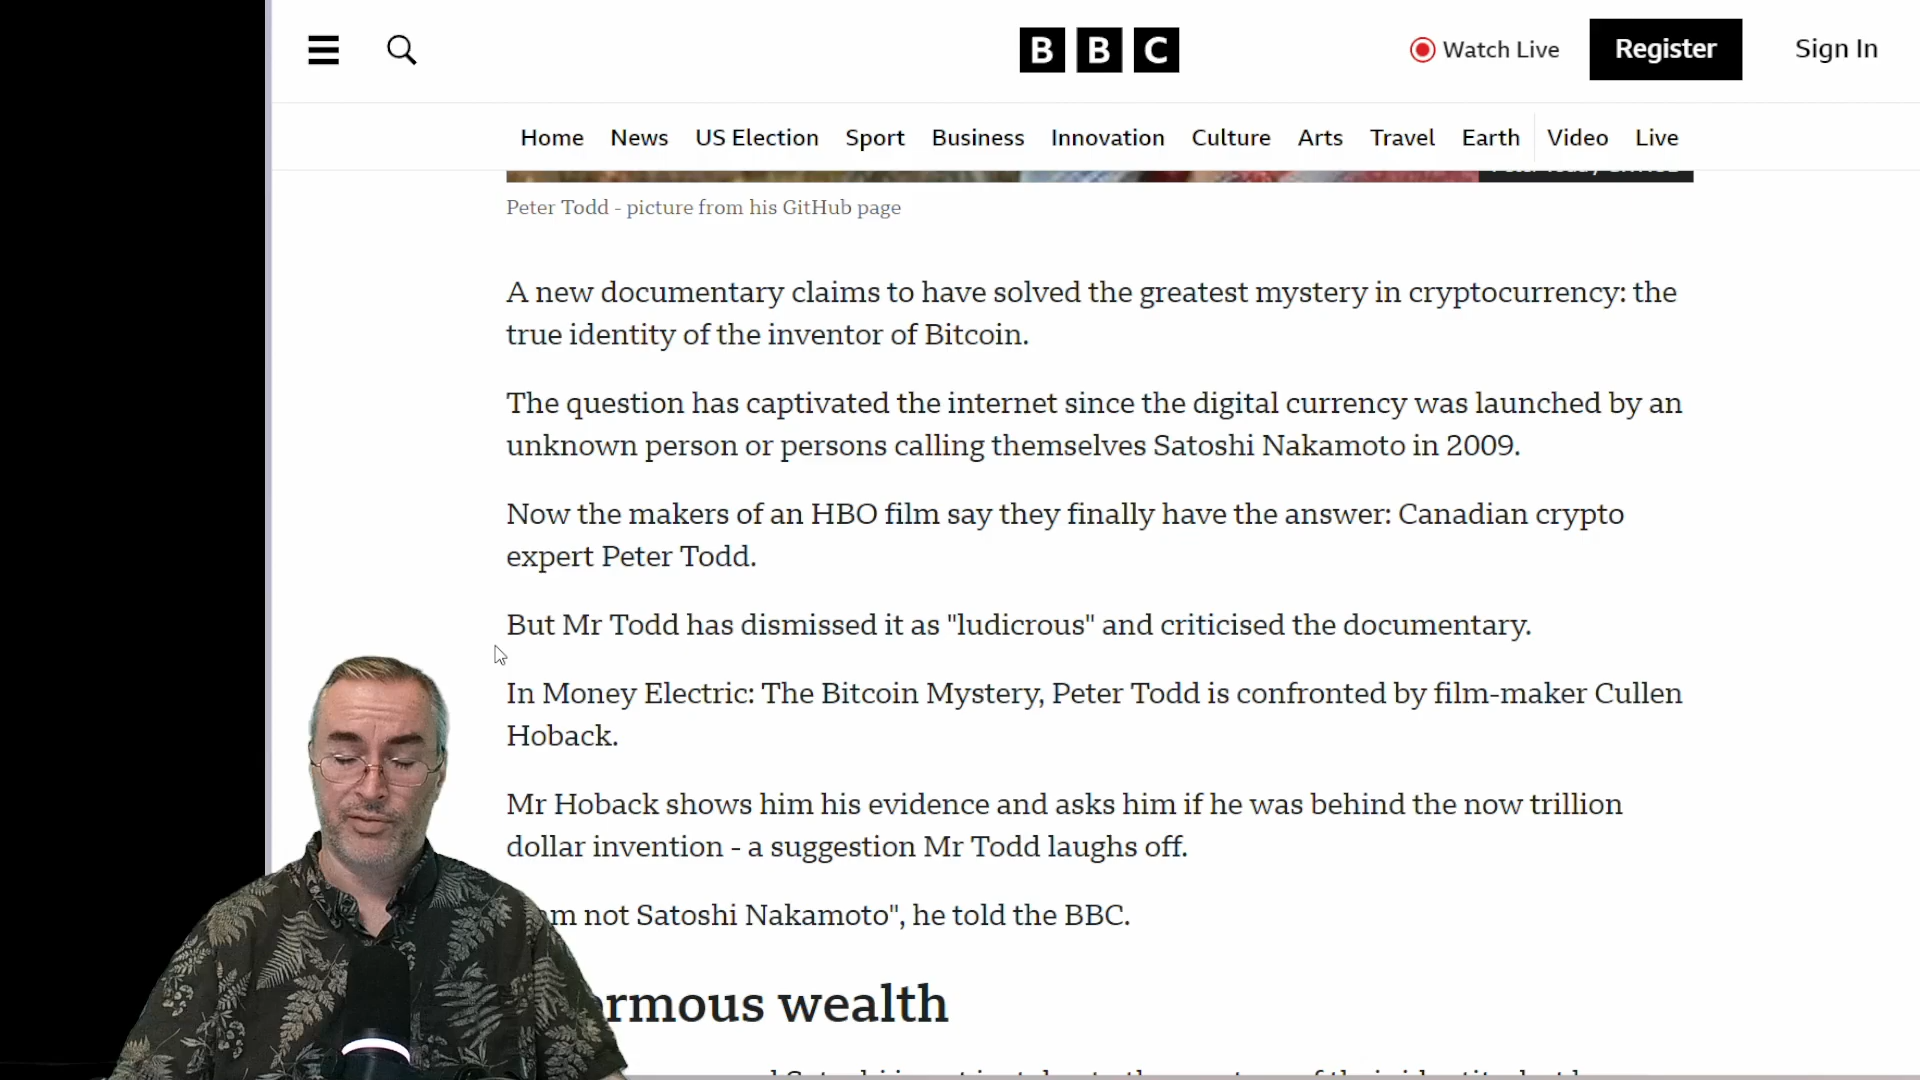 BBC
Watch Live
Register
Sign In
Home News US Election Sport Business Innovation Culture Arts Travel Earth Video Live
Peter Todd - picture from his GitHub page
A new documentary claims to have solved the greatest mystery in cryptocurrency: the
true identity of the inventor of Bitcoin.
The question has captivated the internet since the digital currency was launched by an
unknown person or persons calling themselves Satoshi Nakamoto in 2009.
Now the makers of an HBO film say they finally have the answer: Canadian crypto
expert Peter Todd.
But Mr Todd has dismissed it as "ludicrous" and criticised the documentary.
In Money Electric: The Bitcoin Mystery, Peter Todd is confronted by film-maker Cullen
Hoback.
Mr Hoback shows him his evidence and asks him if he was behind the now trillion
dollar invention - a suggestion Mr Todd laughs off.
not Satoshi Nakamoto", he told the BBC.
wealth